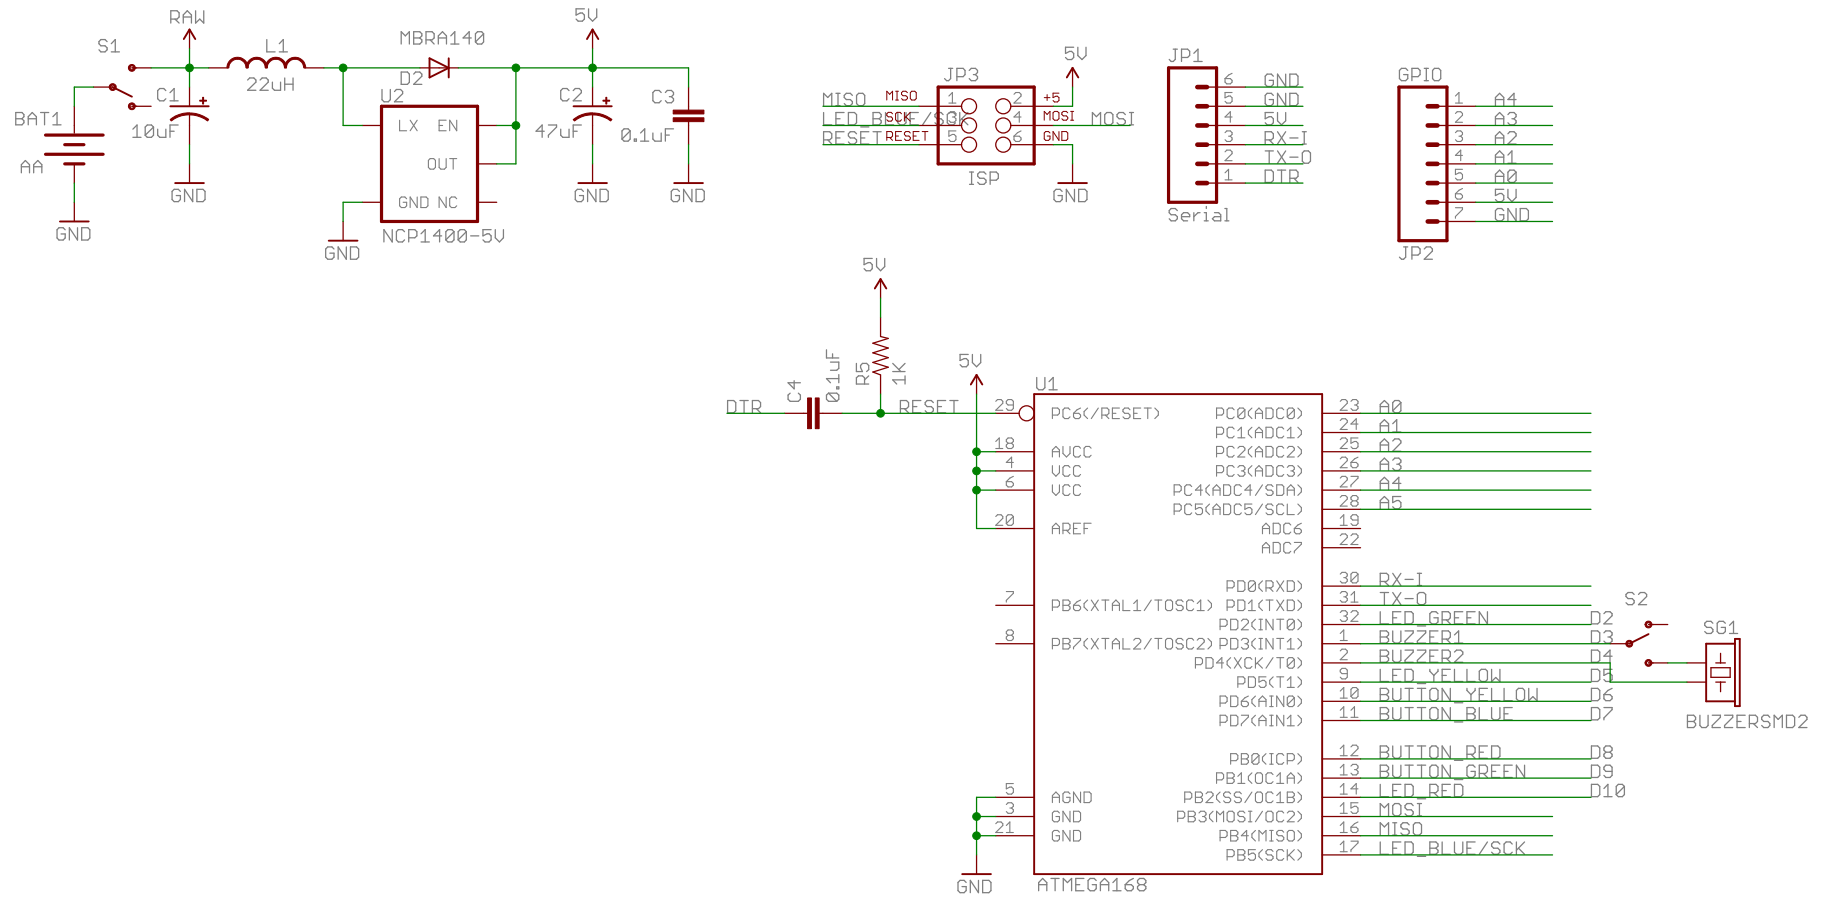 RAW
S1
L1
22uH
MBRA140
D2
5V
C1
10uF
BAT1
AA
GND
GND
U2
LX EN
OUT
GND NC
NCP1400-5V
GND
C2
47uF
GND
C3
0.1uF
GND
JP3
5V
MISO MISO 1 2 +5
LED_BLUE/SCK SCK 3 4 MOSI MOSI
RESET RESET 5 6 GND
ISP
GND
JP1
6 GND
5 GND
4 5V
3 RX-I
2 TX-O
1 DTR
Serial
GPIO
1 A4
2 A3
3 A2
4 A1
5 A0
6 5V
7 GND
JP2
5V
R5
1K
C4
0.1uF
DTR
RESET
5V
U1
29 PC6(/RESET) PC0(ADC0) 23 A0
PC1(ADC1) 24 A1
18 AVCC PC2(ADC2) 25 A2
4 VCC PC3(ADC3) 26 A3
6 VCC PC4(ADC4/SDA) 27 A4
PC5(ADC5/SCL) 28 A5
20 AREF ADC6 19
ADC7 22
PD0(RXD) 30 RX-I
7 PB6(XTAL1/TOSC1) PD1(TXD) 31 TX-O
PD2(INT0) 32 LED_GREEN D2
8 PB7(XTAL2/TOSC2) PD3(INT1) 1 BUZZER1 D3
PD4(XCK/T0) 2 BUZZER2 D4
PD5(T1) 9 LED_YELLOW D5
PD6(AIN0) 10 BUTTON_YELLOW D6
PD7(AIN1) 11 BUTTON_BLUE D7
PB0(ICP) 12 BUTTON_RED D8
PB1(OC1A) 13 BUTTON_GREEN D9
5 AGND PB2(SS/OC1B) 14 LED_RED D10
3 GND PB3(MOSI/OC2) 15 MOSI
21 GND PB4(MISO) 16 MISO
PB5(SCK) 17 LED_BLUE/SCK
GND
ATMEGA168
S2
SG1
BUZZERSMD2